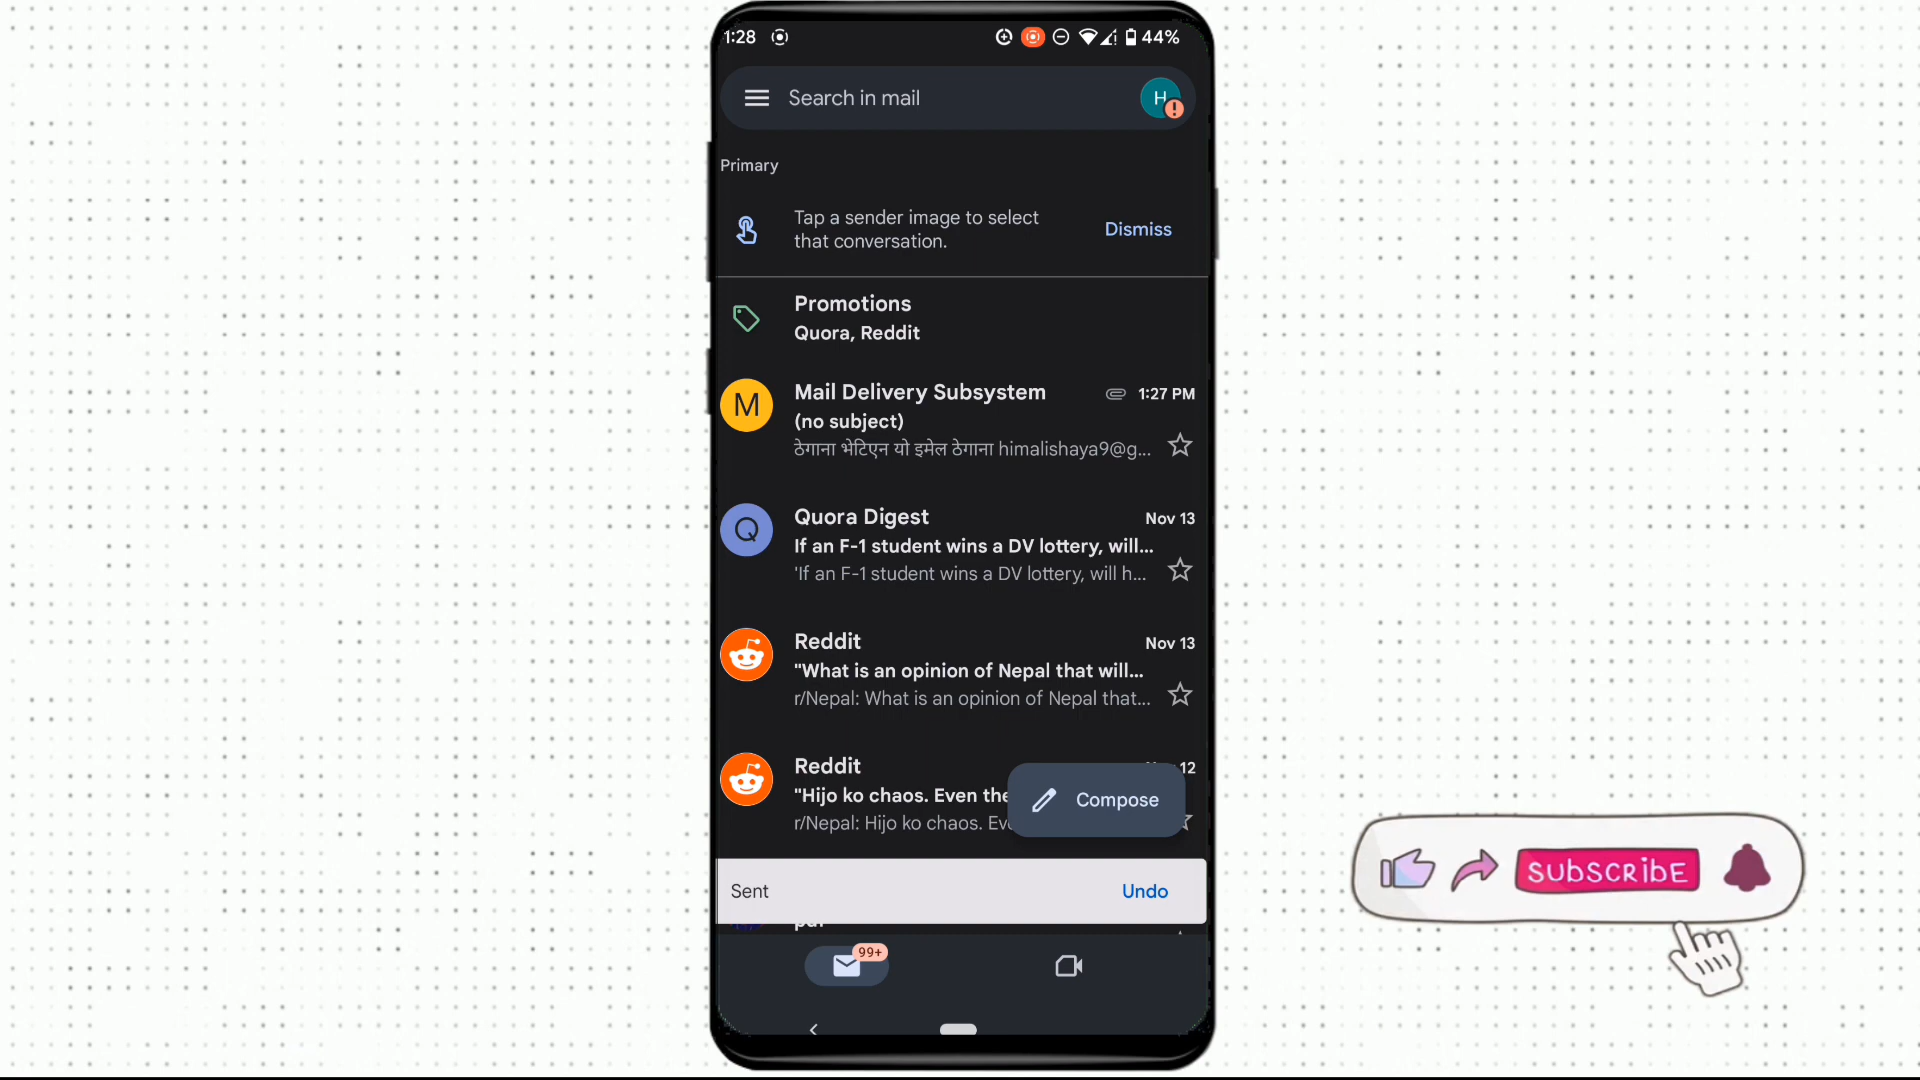 1:28
44%
Search in mail
H
Primary
Tap a sender image to select
that conversation.
Dismiss
Promotions
Quora, Reddit
M
Mail Delivery Subsystem
1:27 PM
(no subject)
ठेगाना भेटिएन यो इमेल ठेगाना himalishaya9@g...
Q
Quora Digest
Nov 13
If an F-1 student wins a DV lottery, will...
'If an F-1 student wins a DV lottery, will h...
Reddit
Nov 13
"What is an opinion of Nepal that will...
r/Nepal: What is an opinion of Nepal that...
Reddit
12
"Hijo ko chaos. Even the
r/Nepal: Hijo ko chaos.
Compose
Sent
Undo
99+
SUBSCRIBE